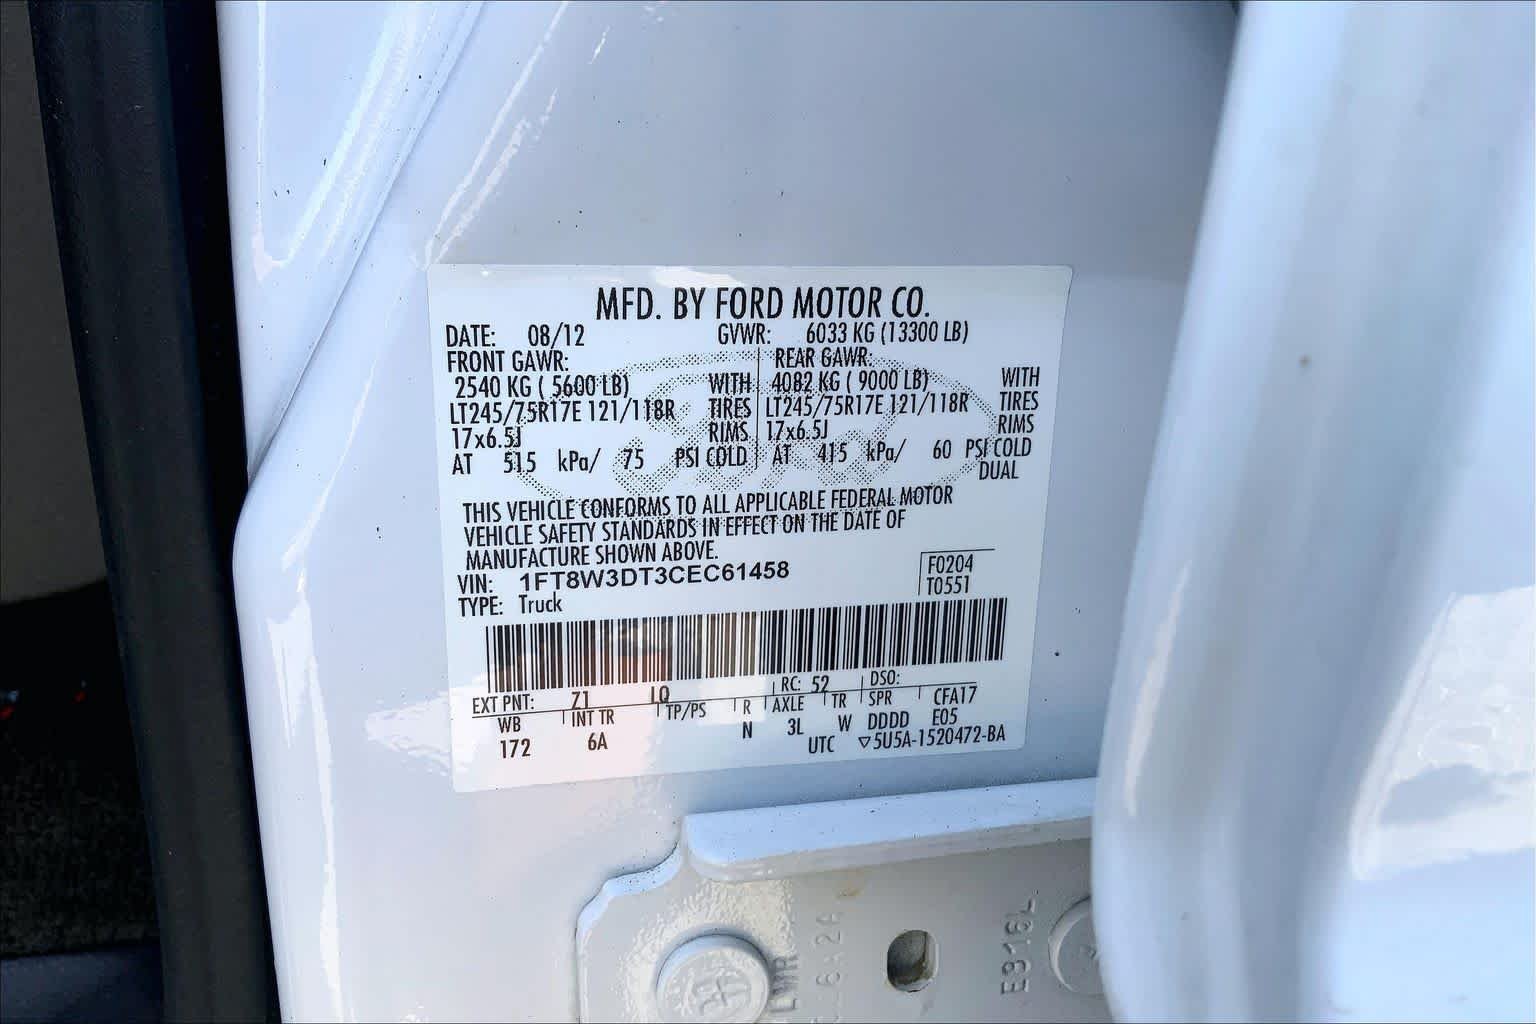 MFD. BY FORD MOTOR CO.
DATE: 08/12 GVWR: 6033 KG (13300 LB)
FRONT GAWR: REAR GAWR:
2540 KG ( 5600 LB) WITH 4082 KG ( 9000 LB) WITH
LT245/75R17E 121/118R TIRES LT245/75R17E 121/118R TIRES
17x6.5J RIMS 17x6.5J RIMS
AT 515 kPa/ 75 PSI COLD AT 415 kPa/ 60 PSI COLD
DUAL
THIS VEHICLE CONFORMS TO ALL APPLICABLE FEDERAL MOTOR
VEHICLE SAFETY STANDARDS IN EFFECT ON THE DATE OF
MANUFACTURE SHOWN ABOVE.
VIN: 1FT8W3DT3CEC61458 F0204
TYPE: Truck T0551
EXT PNT: Z1 LQ RC: 52 DSO:
WB INT TR TP/PS R AXLE TR SPR CFA17
172 6A N 3L W DDDD E05
UTC ▽5U5A-1520472-BA
E316L